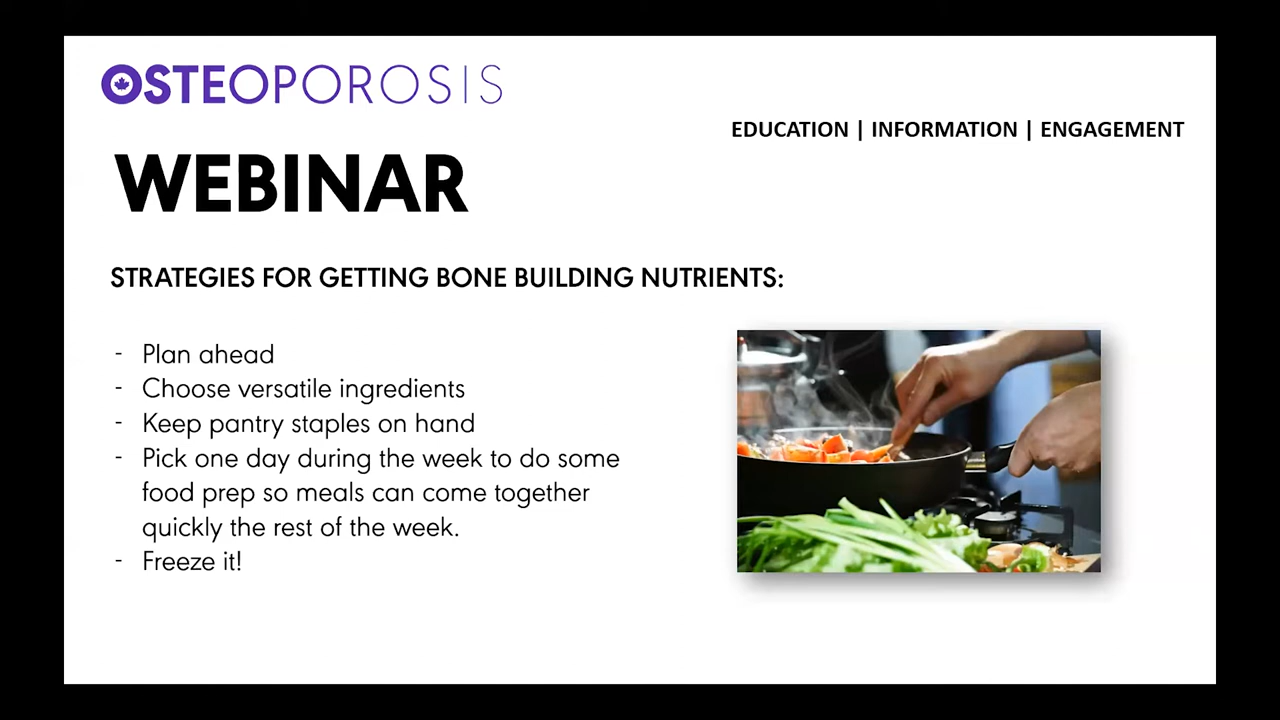 OSTEOPOROSIS
EDUCATION | INFORMATION | ENGAGEMENT
WEBINAR
STRATEGIES FOR GETTING BONE BUILDING NUTRIENTS:
- Plan ahead
- Choose versatile ingredients
- Keep pantry staples on hand
- Pick one day during the week to do some
food prep so meals can come together
quickly the rest of the week.
- Freeze it!